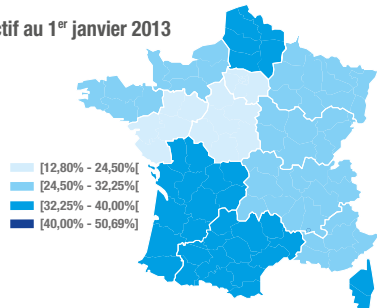 tif au 1er janvier 2013
[12,80% - 24,50%[
[24,50% - 32,25%[
[32,25% - 40,00%[
[40,00% - 50,69%[